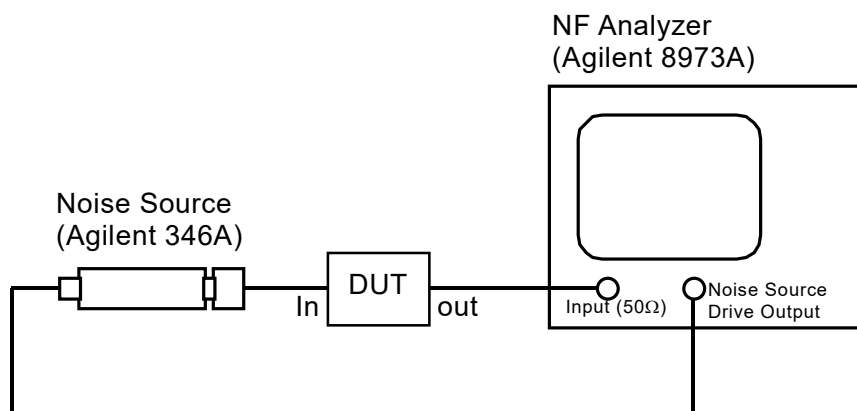 NF Analyzer
(Agilent 8973A)
Noise Source
(Agilent 346A)
DUT
In
out
Input (50Ω)
Noise Source
Drive Output